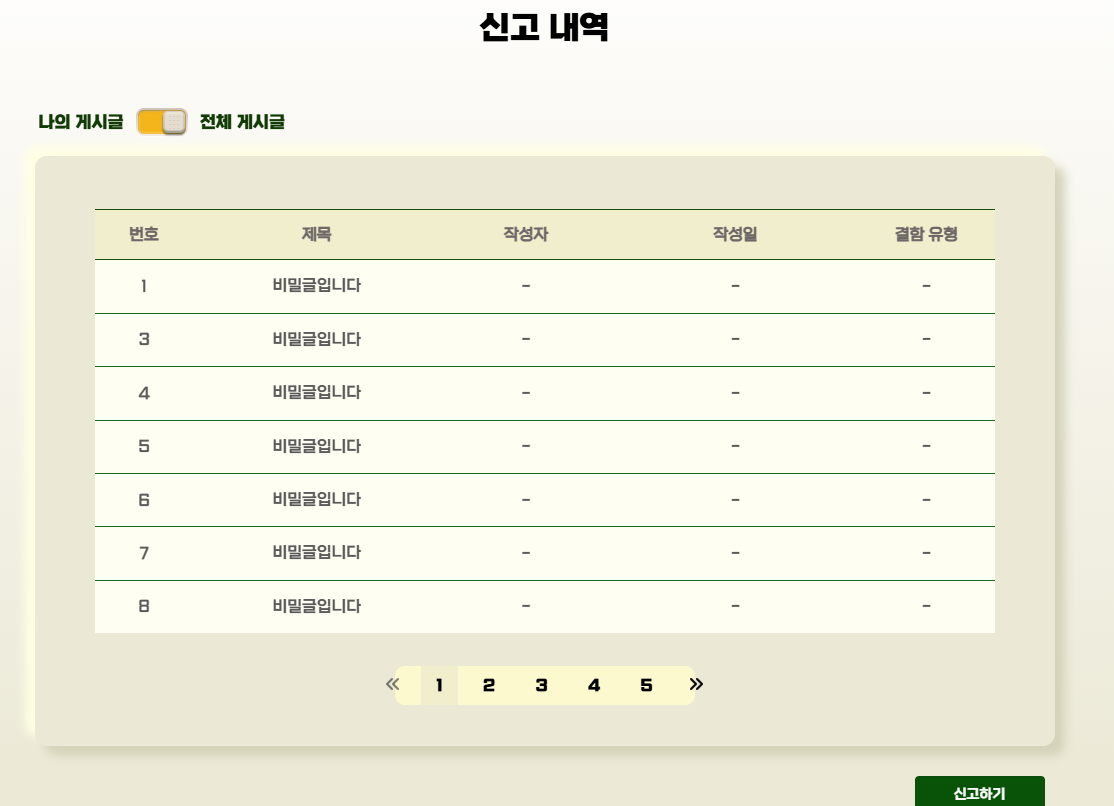 신고 내역
나의 게시글 전체 게시글
번호 제목 작성자 작성일 결함 유형
1 비밀글입니다 - - -
3 비밀글입니다 - - -
4 비밀글입니다 - - -
5 비밀글입니다 - - -
6 비밀글입니다 - - -
7 비밀글입니다 - - -
8 비밀글입니다 - - -
« 1 2 3 4 5 »
신고하기